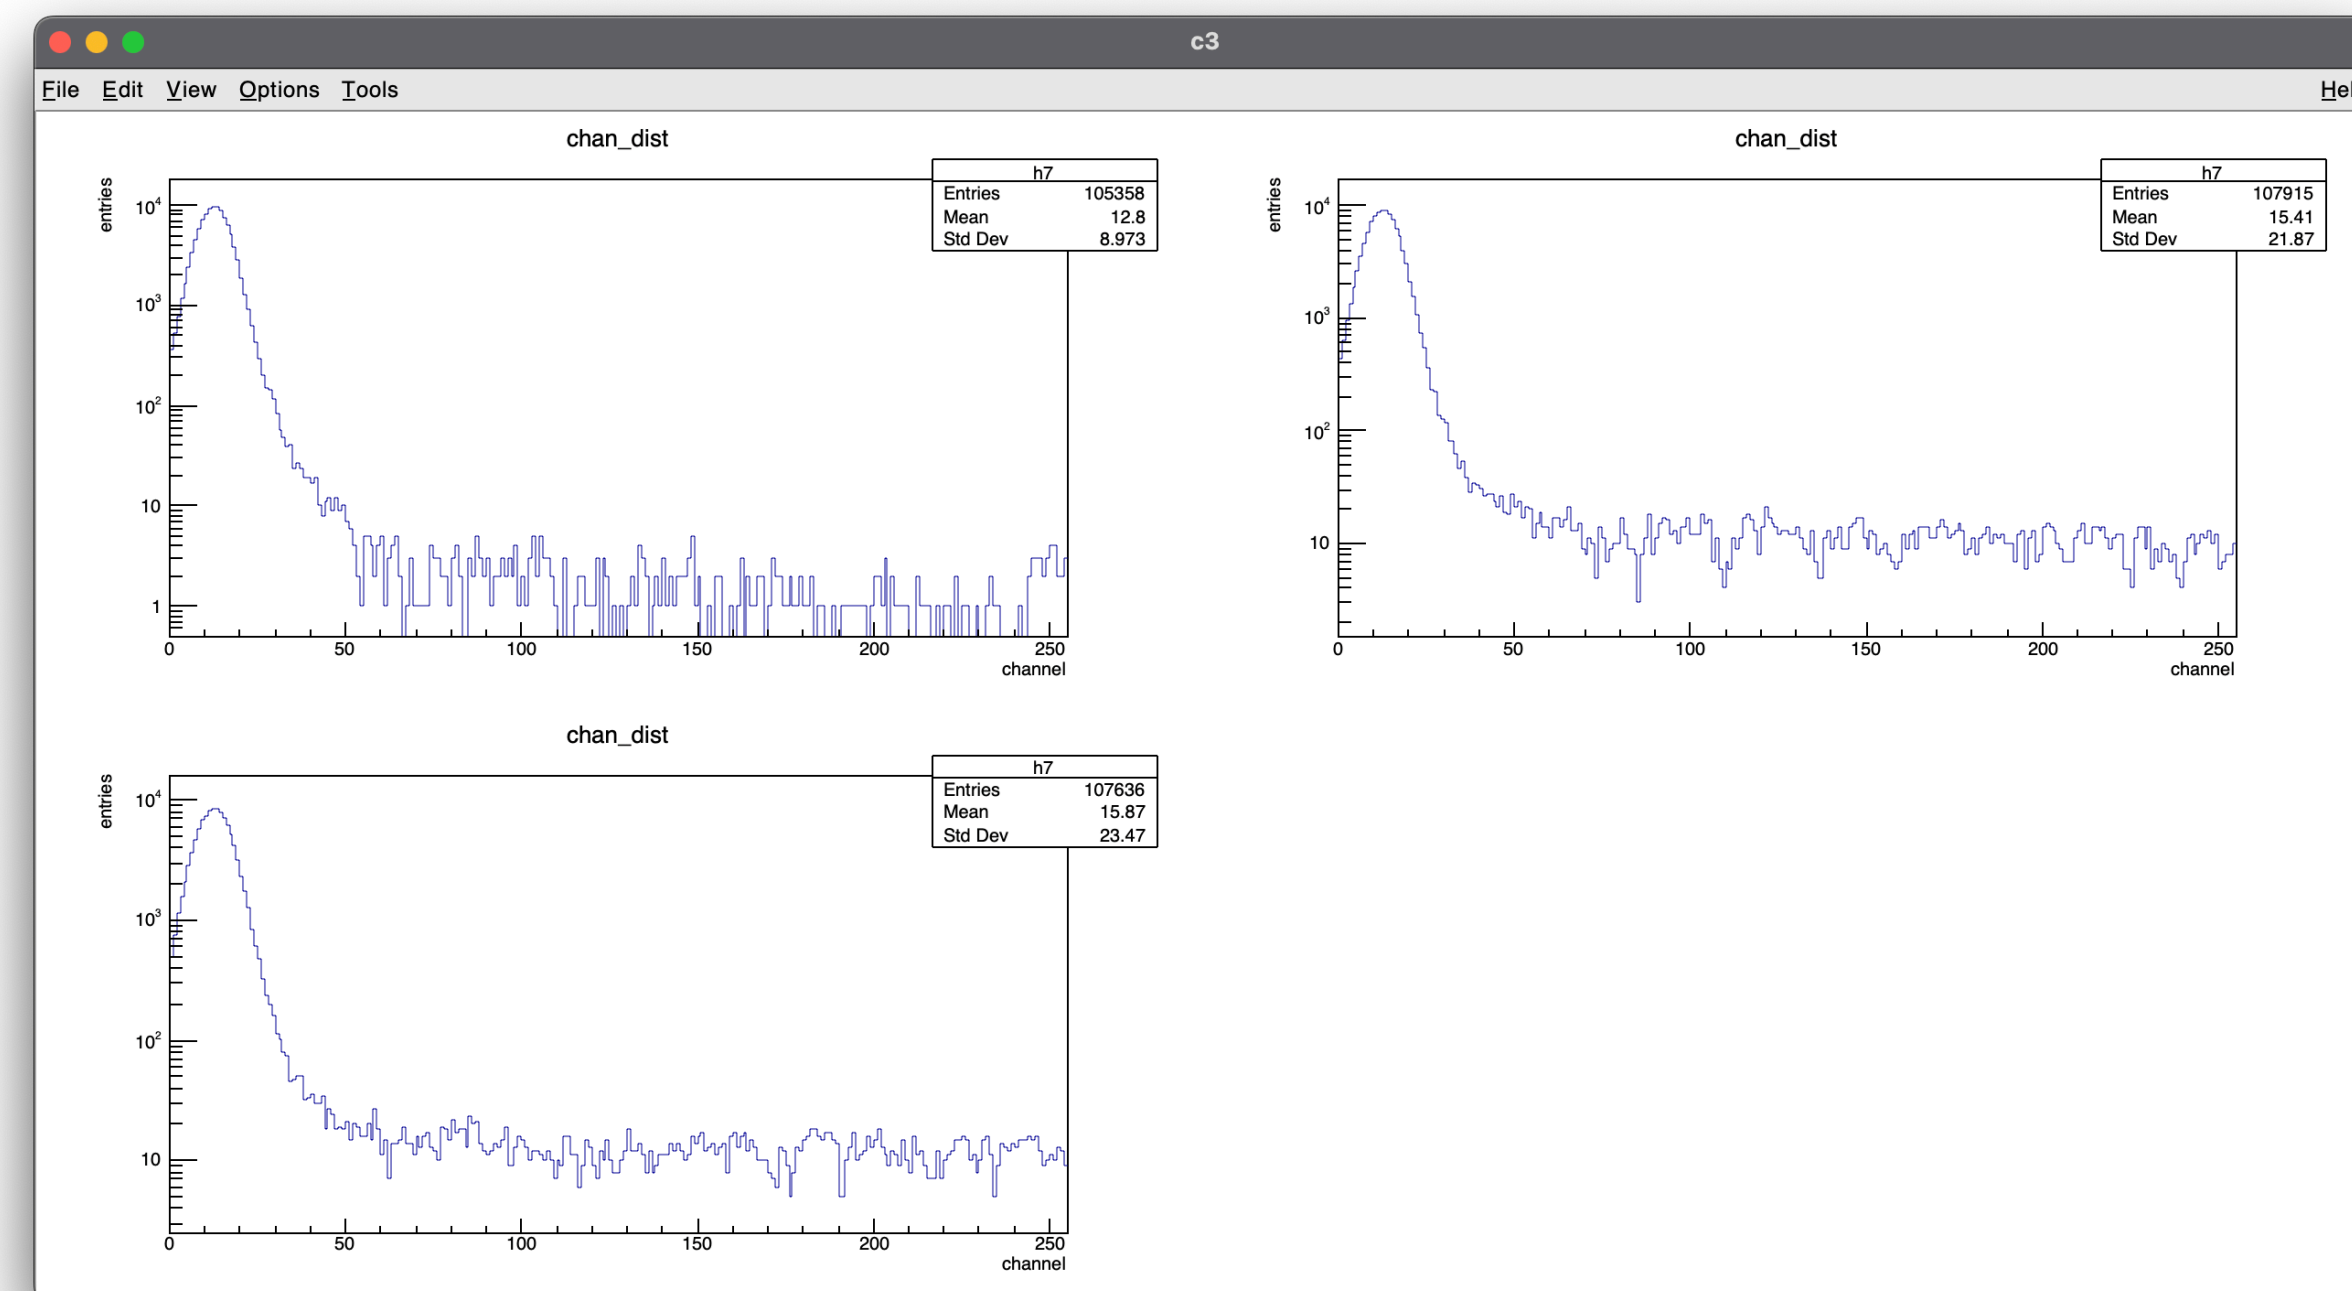 c3
File Edit View Options Tools Hel
chan_dist
h7
Entries 105358
Mean 12.8
Std Dev 8.973
entries
10^4
10^3
10^2
10
1
0 50 100 150 200 250
channel
chan_dist
h7
Entries 107915
Mean 15.41
Std Dev 21.87
entries
10^4
10^3
10^2
10
0 50 100 150 200 250
channel
chan_dist
h7
Entries 107636
Mean 15.87
Std Dev 23.47
entries
10^4
10^3
10^2
10
0 50 100 150 200 250
channel